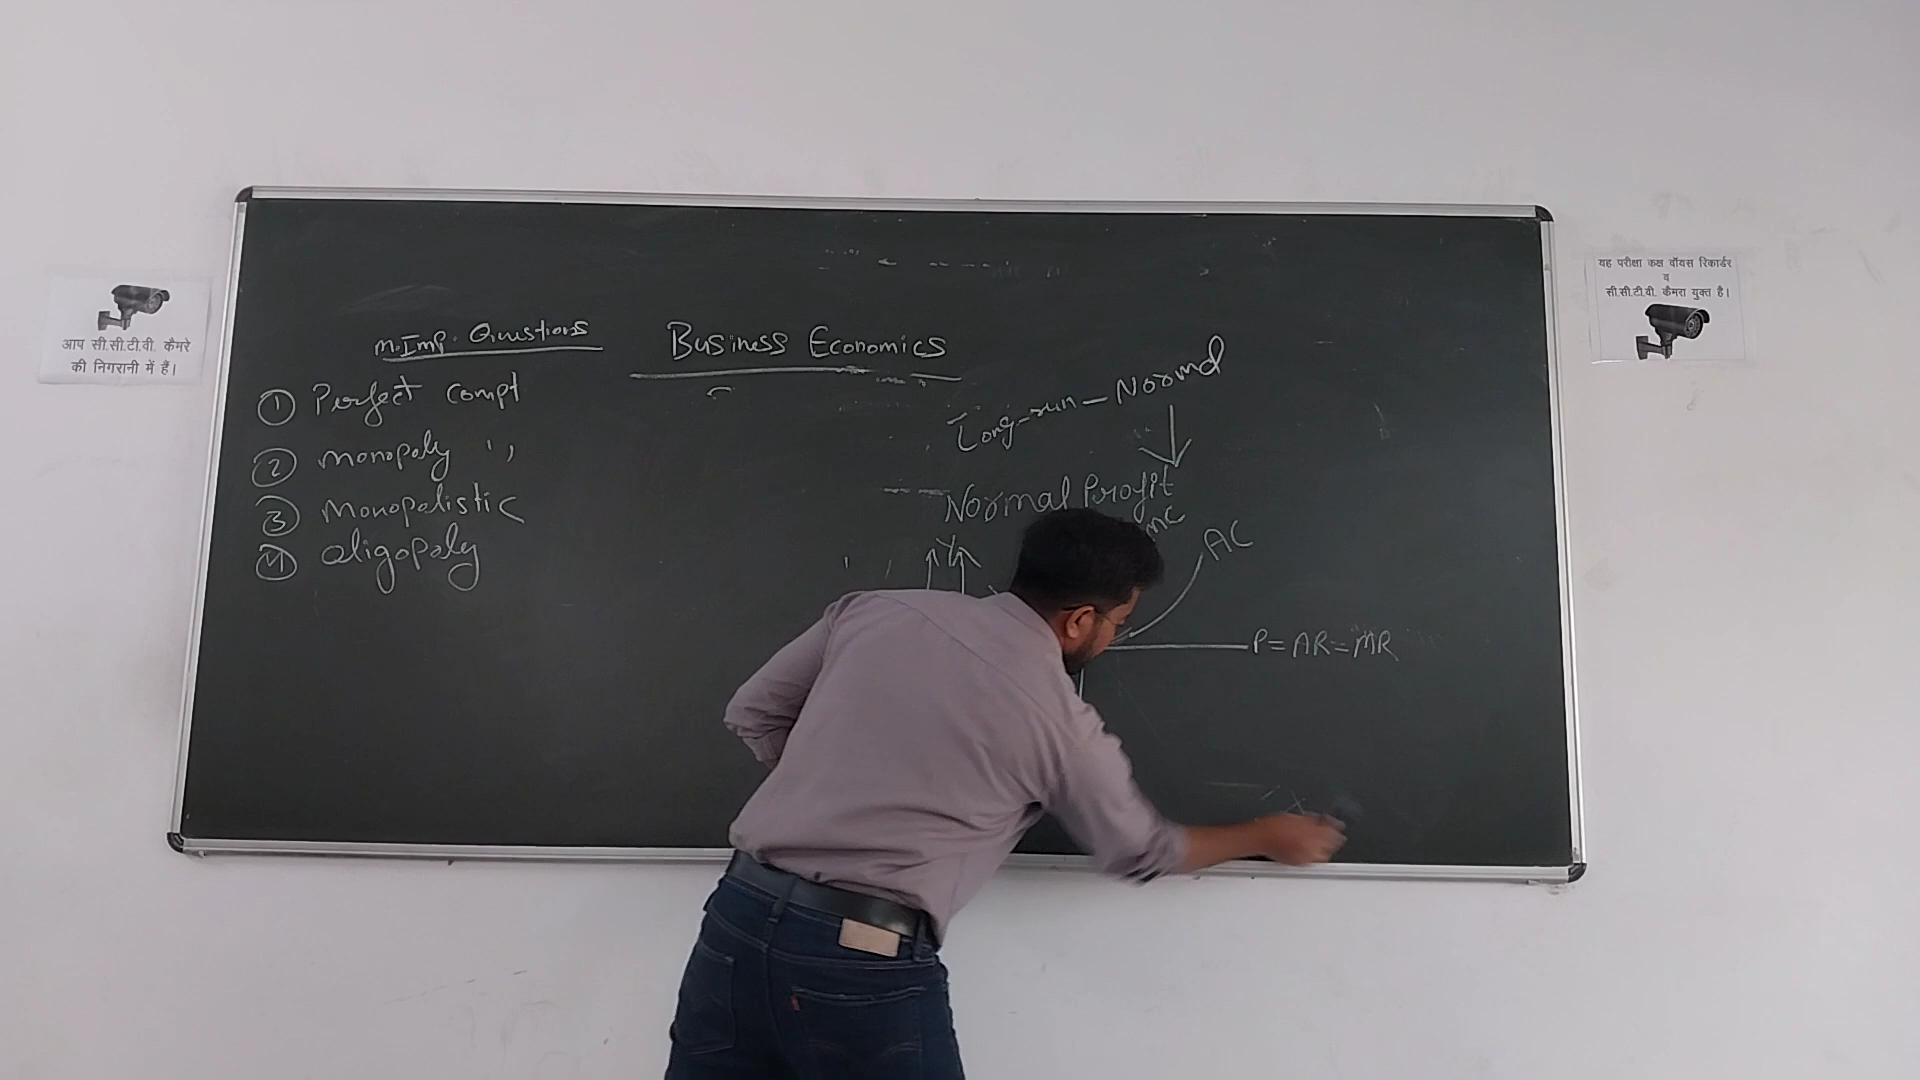 आप सी.सी.टी.वी. कैमरे
की निगरानी में हैं।
यह परीक्षा कक्ष वॉयस रिकार्डर
व
सी.सी.टी.वी. कैमरा युक्त है।
M.Imp. Questions
① Perfect compt
② monopoly ,,
③ Monopolistic
④ oligopoly
Business Economics
Long-run - Normal
Normal Profit
Y
MC
AC
P = AR = MR
X